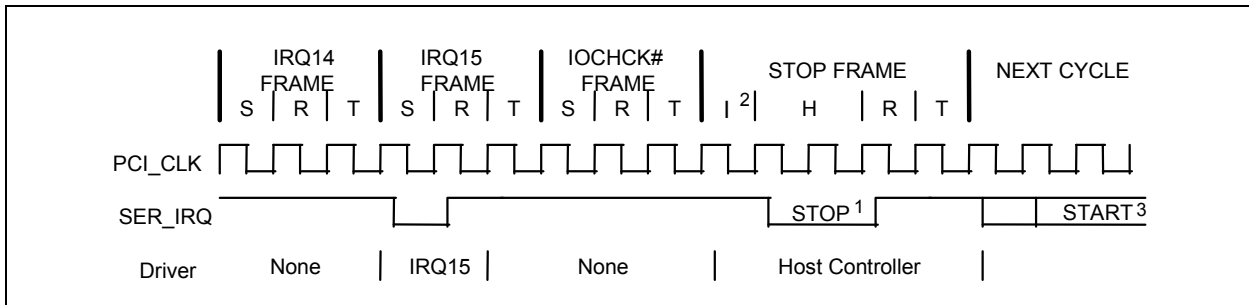 IRQ14 IRQ15 IOCHCK#
FRAME FRAME FRAME STOP FRAME NEXT CYCLE
S R T S R T S R T I 2 H R T
PCI_CLK
SER_IRQ STOP 1 START 3
Driver None IRQ15 None Host Controller